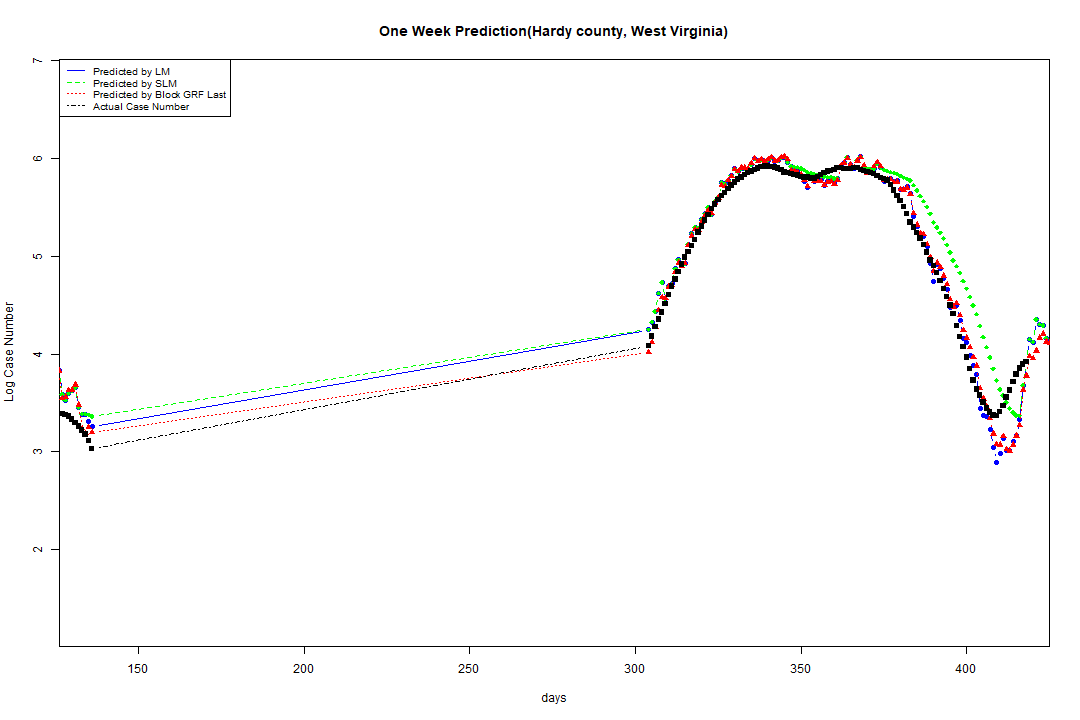 One Week Prediction(Hardy county, West Virginia)
7
Predicted by LM
Predicted by SLM
Predicted by Block GRF Last
Actual Case Number
6
5
4
3
2
Log Case Number
150 200 250 300 350 400
days